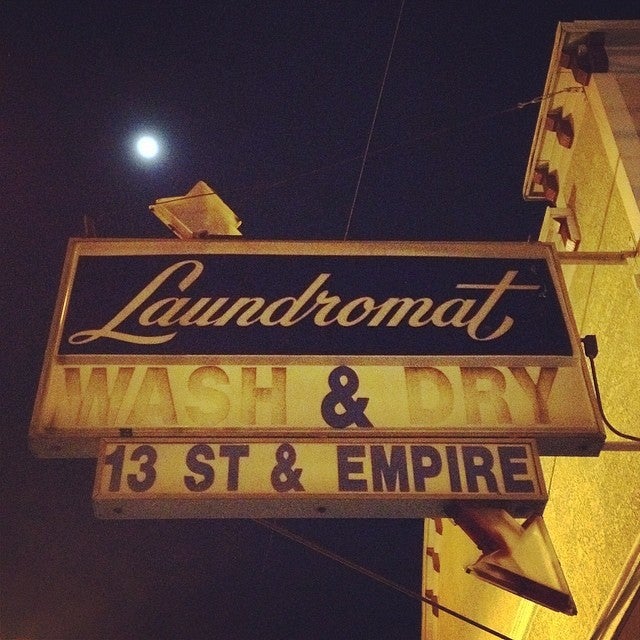 Laundromat
WASH & DRY
13 ST & EMPIRE